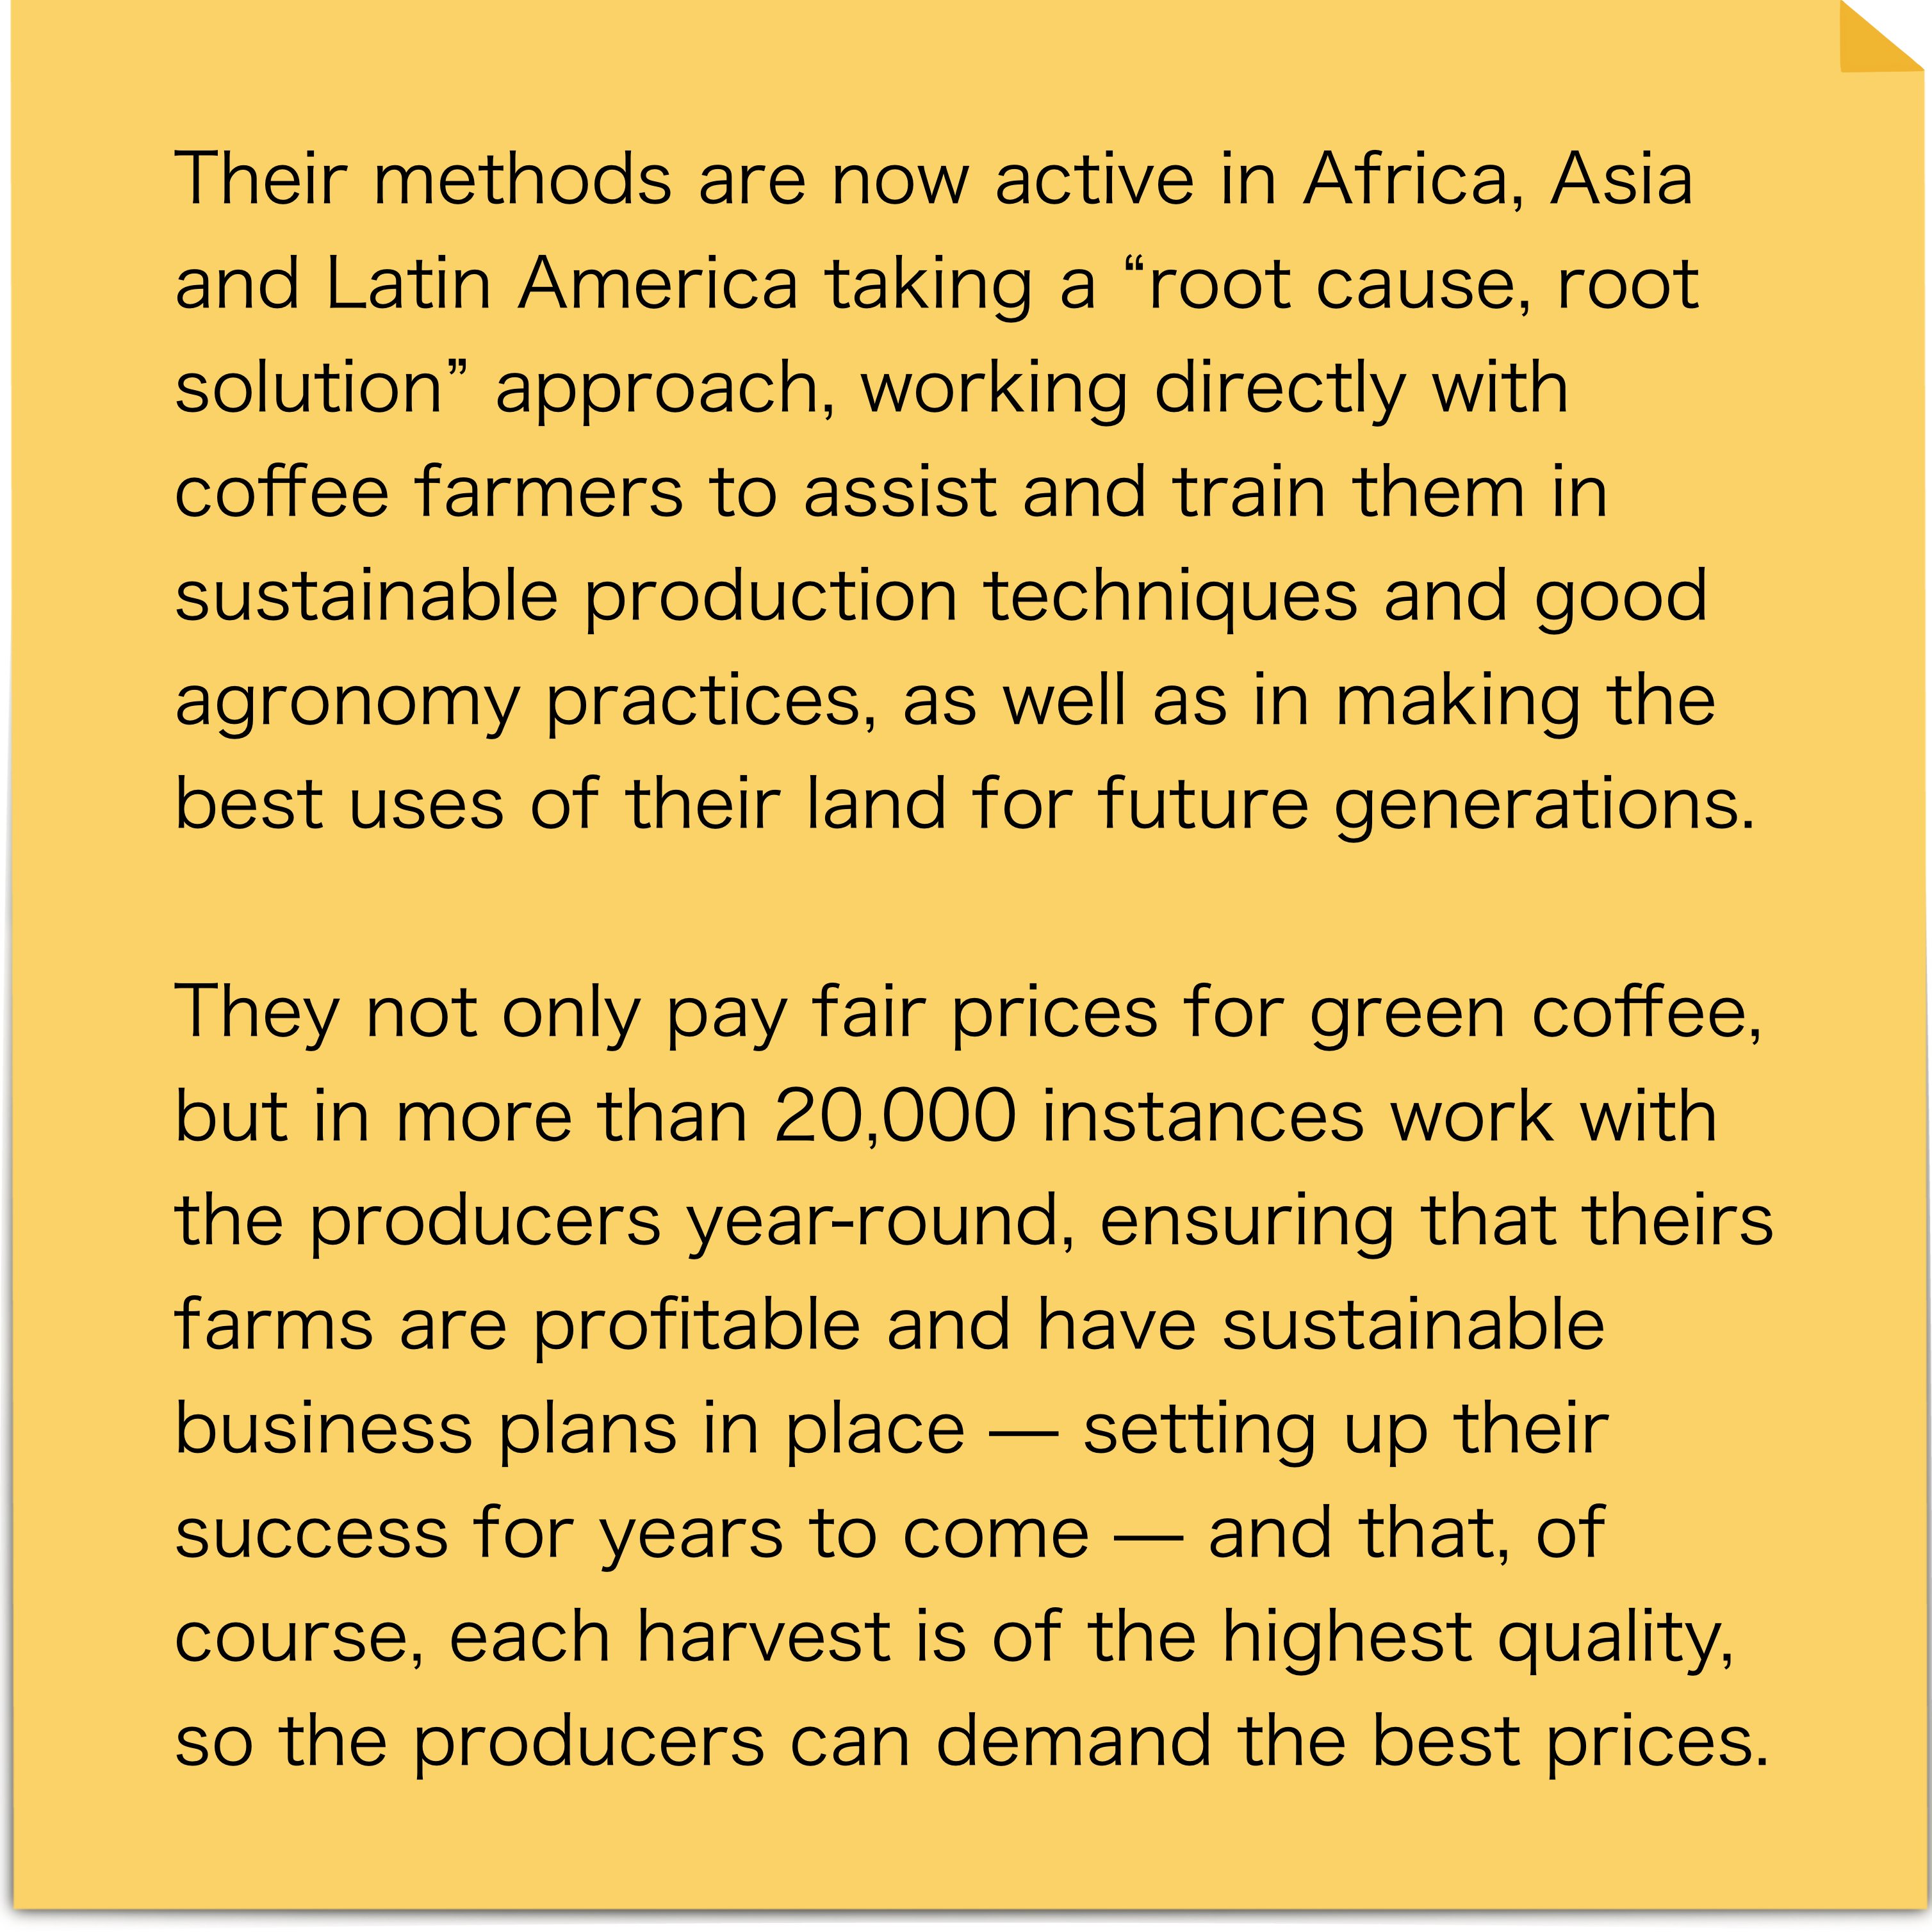 Their methods are now active in Africa, Asia
and Latin America taking a “root cause, root
solution” approach, working directly with
coffee farmers to assist and train them in
sustainable production techniques and good
agronomy practices, as well as in making the
best uses of their land for future generations.
They not only pay fair prices for green coffee,
but in more than 20,000 instances work with
the producers year-round, ensuring that theirs
farms are profitable and have sustainable
business plans in place — setting up their
success for years to come — and that, of
course, each harvest is of the highest quality,
so the producers can demand the best prices.